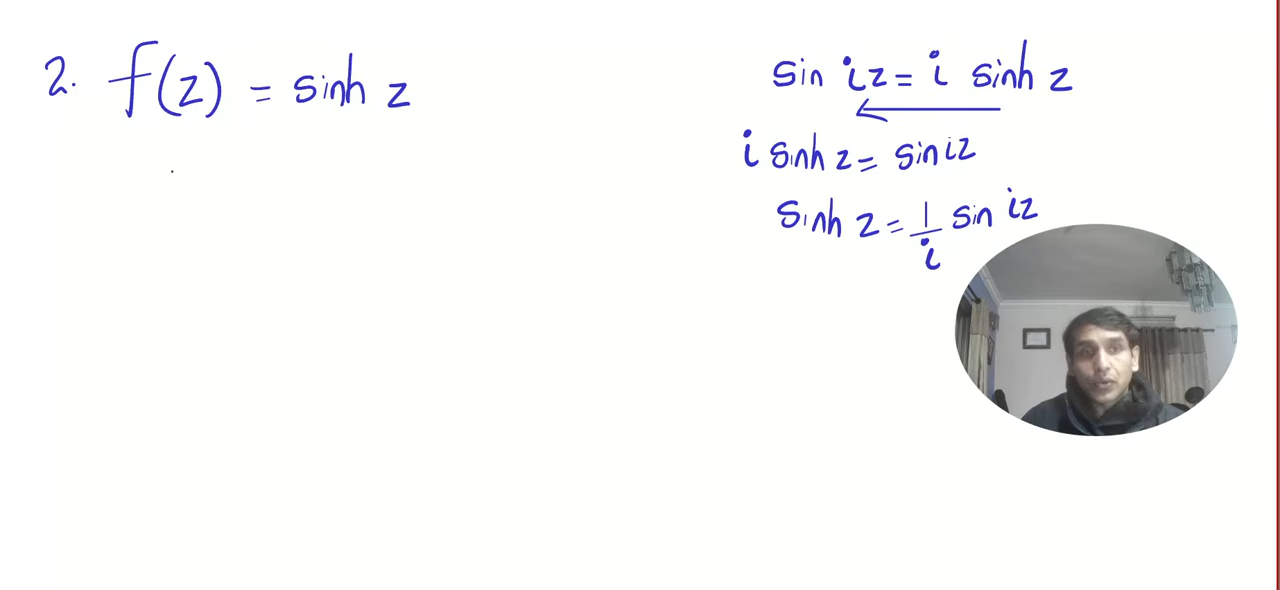 2. f(z) = sinh z
sin iz = i sinh z
i sinh z = sin iz
sinh z = 1/i sin iz